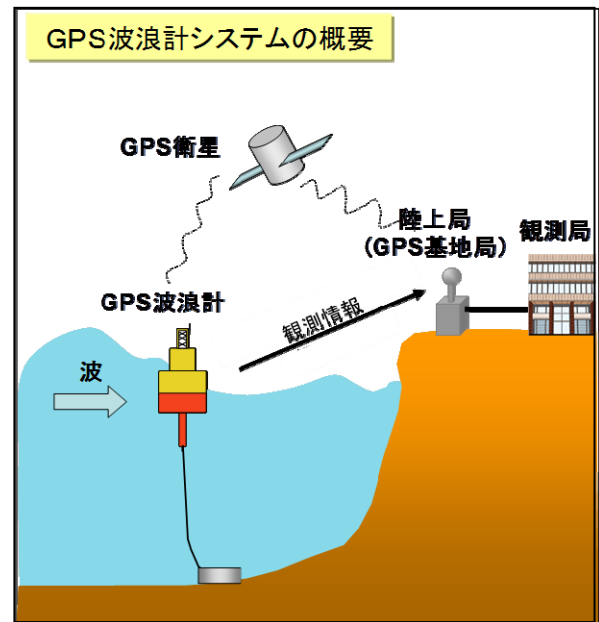 GPS波浪計システムの概要
GPS衛星
陸上局
(GPS基地局)
観測局
GPS波浪計
観測情報
波